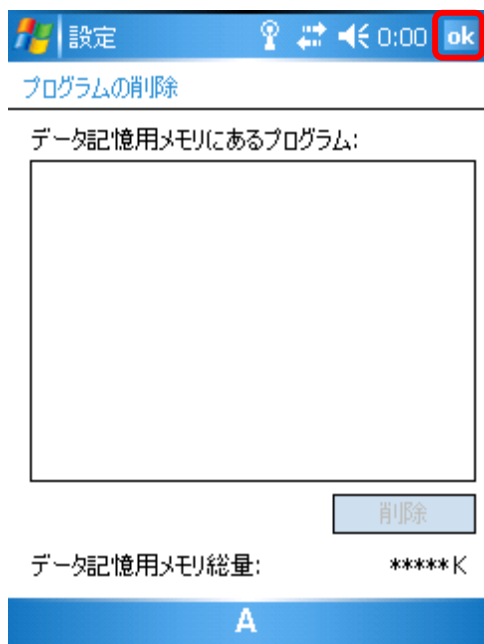 設定 0:00 ok
プログラムの削除
データ記憶用メモリにあるプログラム:
削除
データ記憶用メモリ総量: *****K
A